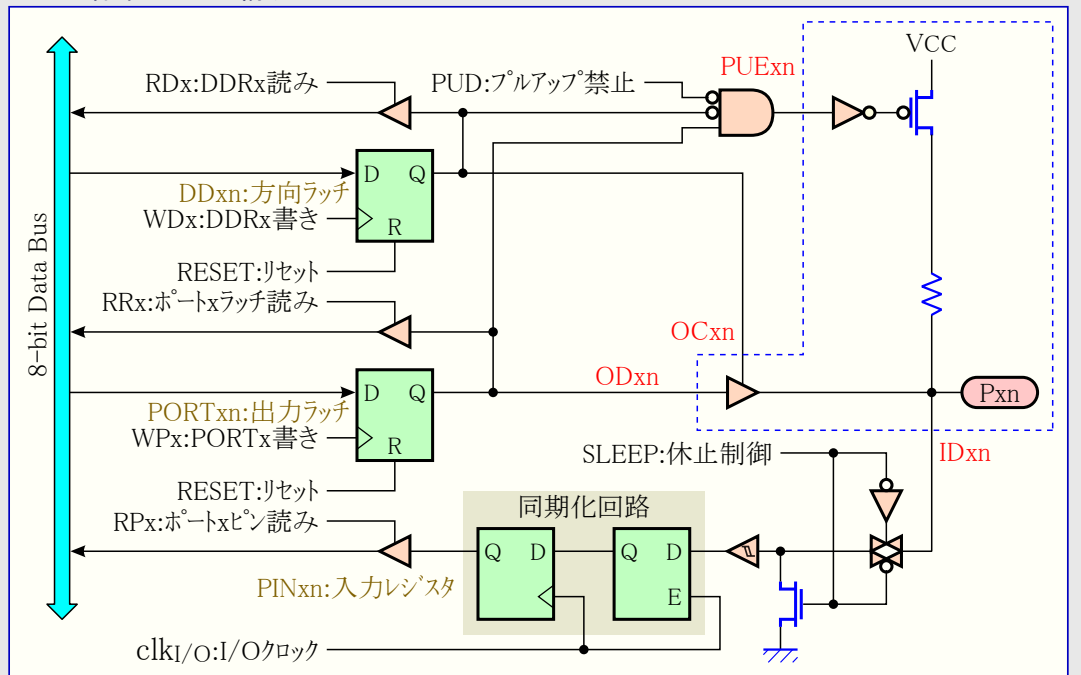 VCC
PUExn
RDx:DDRx読み
PUD:プルアップ禁止
D Q
DDxn:方向ラッチ
WDx:DDRx書き
R
RESET:リセット
RRx:ポートxラッチ読み
8-bit Data Bus
OCxn
ODxn
Pxn
D Q
PORTxn:出力ラッチ
WPx:PORTx書き
R
IDxn
SLEEP:休止制御
RESET:リセット
同期化回路
RPx:ポートxピン読み
Q D
Q D
PINxn:入力レジスタ
E
clkI/O:I/Oクロック